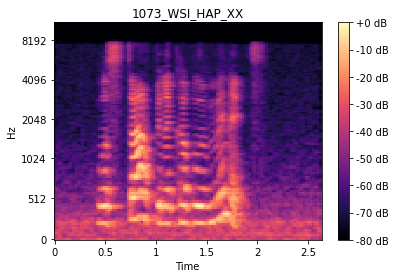 1073_WSI_HAP_XX
Hz
8192
4096
2048
1024
512
0
0
0.5
1
1.5
2
2.5
Time
+0 dB
-10 dB
-20 dB
-30 dB
-40 dB
-50 dB
-60 dB
-70 dB
-80 dB